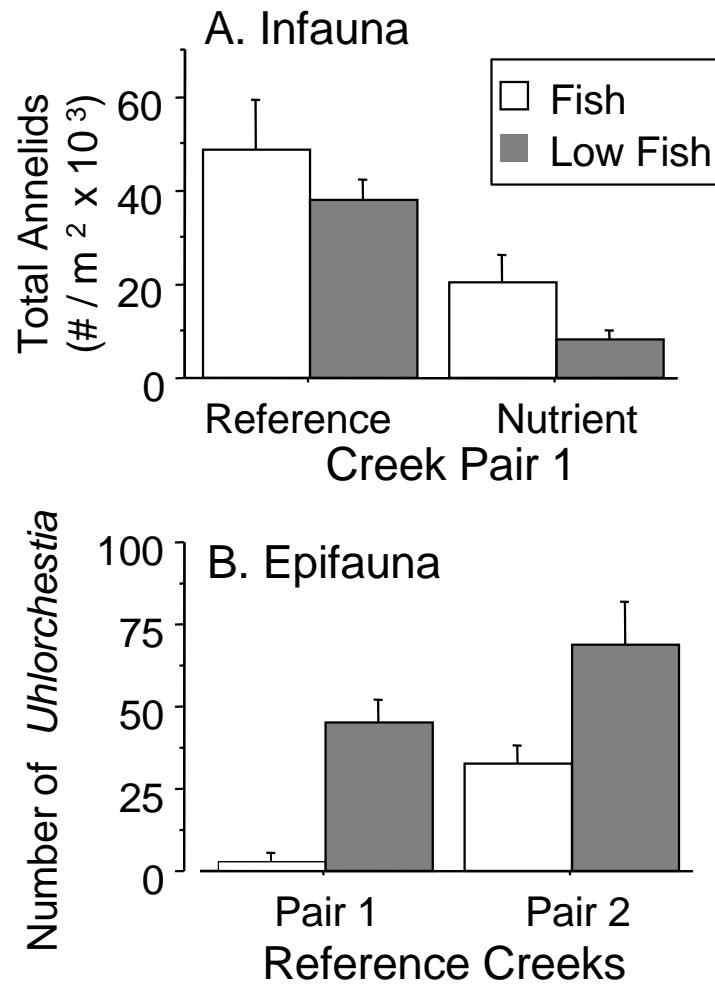 A. Infauna
Fish
Low Fish
Total Annelids
(# / m ² x 10 ³)
60
40
20
0
Reference Nutrient
Creek Pair 1
B. Epifauna
Number of Uhlorchestia
100
75
50
25
0
Pair 1 Pair 2
Reference Creeks